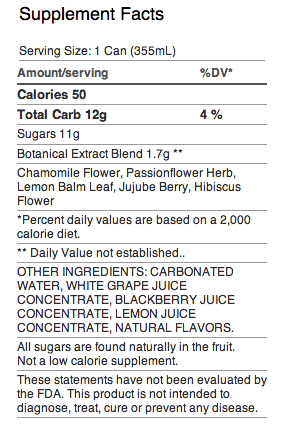 Supplement Facts
Serving Size: 1 Can (355mL)
Amount/serving %DV*
Calories 50
Total Carb 12g 4 %
Sugars 11g
Botanical Extract Blend 1.7g **
Chamomile Flower, Passionflower Herb,
Lemon Balm Leaf, Jujube Berry, Hibiscus
Flower
*Percent daily values are based on a 2,000
calorie diet.
** Daily Value not established..
OTHER INGREDIENTS: CARBONATED
WATER, WHITE GRAPE JUICE
CONCENTRATE, BLACKBERRY JUICE
CONCENTRATE, LEMON JUICE
CONCENTRATE, NATURAL FLAVORS.
All sugars are found naturally in the fruit.
Not a low calorie supplement.
These statements have not been evaluated by
the FDA. This product is not intended to
diagnose, treat, cure or prevent any disease.